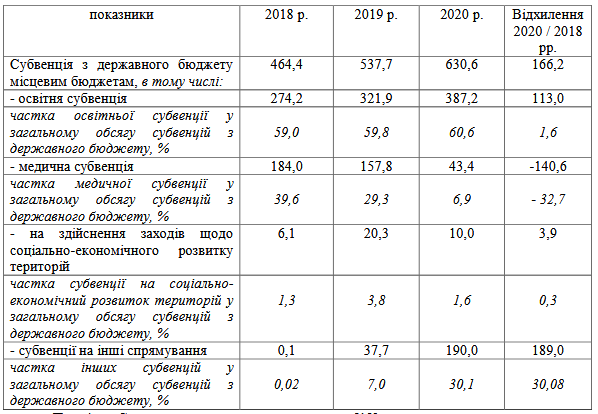 показники 2018 р. 2019 р. 2020 р. Відхилення
2020 / 2018
рр.
Субвенція з державного бюджету
місцевим бюджетам, в тому числі: 464,4 537,7 630,6 166,2
- освітня субвенція 274,2 321,9 387,2 113,0
частка освітньої субвенції у
загальному обсягу субвенцій з 59,0 59,8 60,6 1,6
державного бюджету, %
- медична субвенція 184,0 157,8 43,4 -140,6
частка медичної субвенції у
загальному обсягу субвенцій з 39,6 29,3 6,9 - 32,7
державного бюджету, %
- на здійснення заходів щодо
соціально-економічного розвитку 6,1 20,3 10,0 3,9
територій
частка субвенції на соціально-
економічний розвиток територій у
загальному обсягу субвенцій з 1,3 3,8 1,6 0,3
державного бюджету, %
- субвенції на інші спрямування 0,1 37,7 190,0 189,0
частка інших субвенцій у
загальному обсягу субвенцій з 0,02 7,0 30,1 30,08
державного бюджету, %